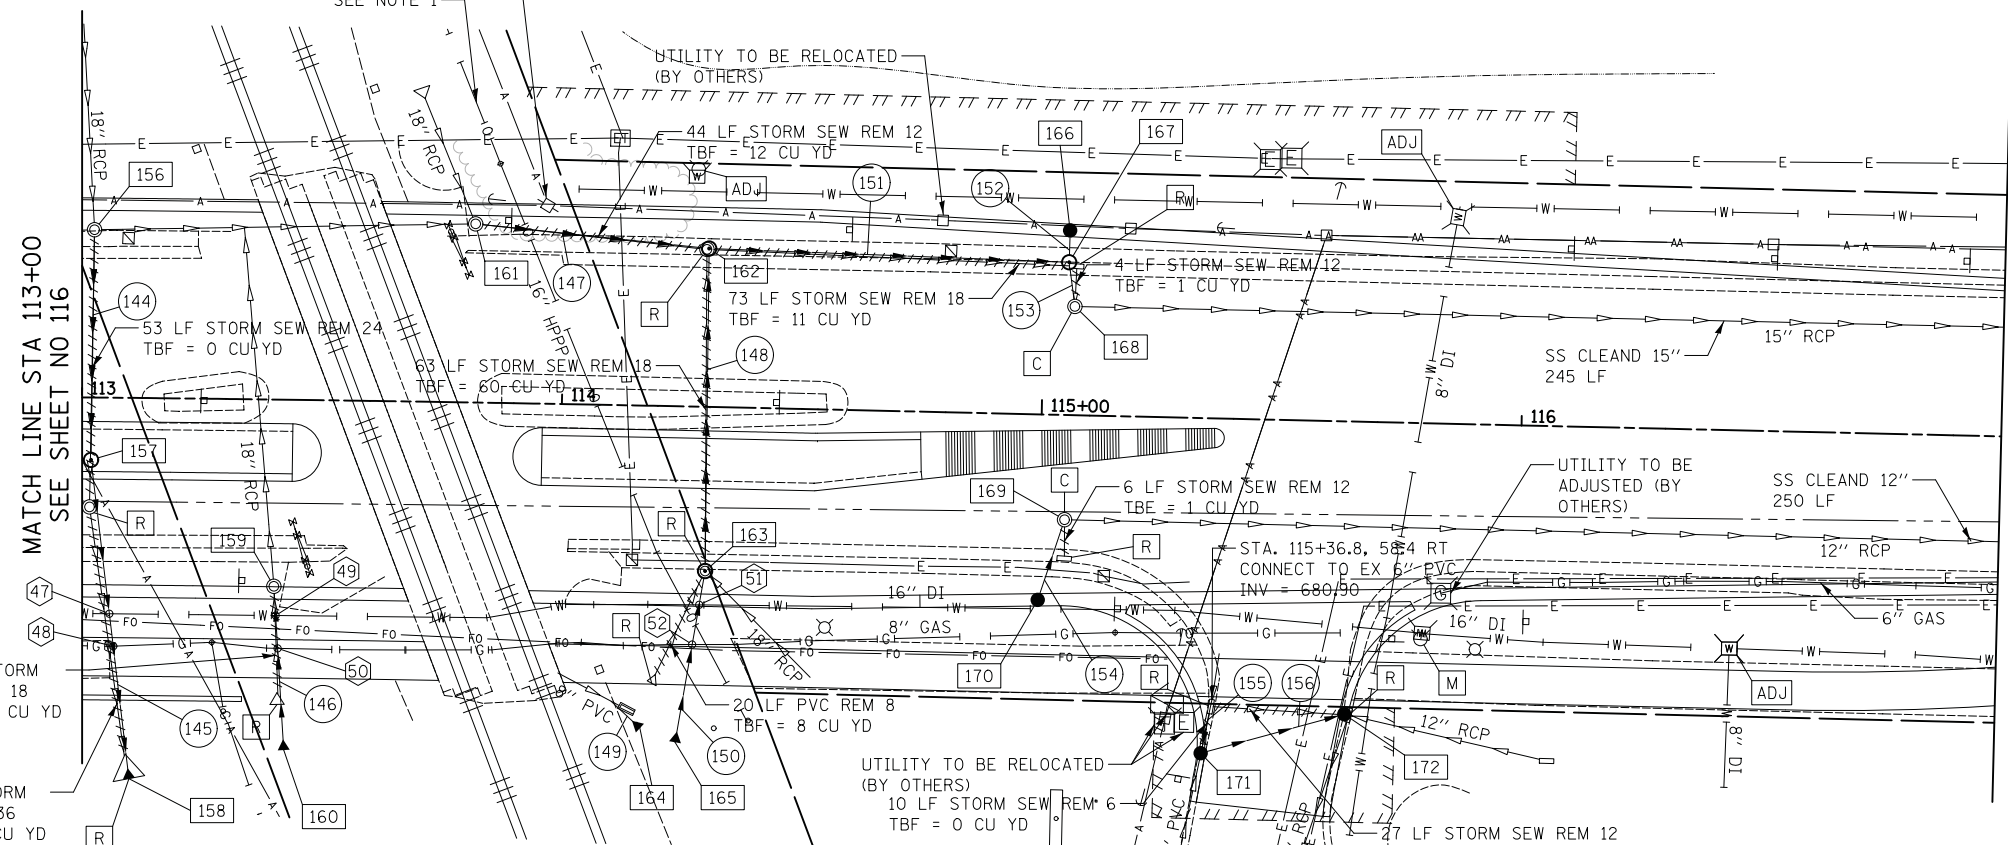 SEE NOTE 1
UTILITY TO BE RELOCATED
(BY OTHERS)
18" RCP
18" RCP
44 LF STORM SEW REM 12
TBF = 12 CU YD
ADJ
ADJ
156
151
152
166
167
R
161
147
162
R
16" HPPP
73 LF STORM SEW REM 18
TBF = 11 CU YD
4 LF STORM SEW REM 12
TBF = 1 CU YD
153
168
C
15" RCP
SS CLEAND 15"
245 LF
8" DI
MATCH LINE STA 113+00
SEE SHEET NO 116
144
53 LF STORM SEW REM 24
TBF = 0 CU YD
148
63 LF STORM SEW REM 18
TBF = 60 CU YD
113
114
115+00
116
157
R
18" RCP
159
49
47
48
50
R
163
51
52
R
169
C
6 LF STORM SEW REM 12
TBF = 1 CU YD
R
UTILITY TO BE
ADJUSTED (BY
OTHERS)
SS CLEAND 12"
250 LF
12" RCP
STA. 115+36.8, 58.4 RT
CONNECT TO EX 6" PVC
INV = 680.90
16" DI
8" GAS
16" DI
6" GAS
18" RCP
170
154
R
155
156
R
M
ADJ
8" DI
STORM
18
CU YD
145
R
146
PVC
149
150
20 LF PVC REM 8
TBF = 8 CU YD
12" RCP
171
172
UTILITY TO BE RELOCATED
(BY OTHERS)
10 LF STORM SEW REM 6
TBF = 0 CU YD
PVC
RCP
27 LF STORM SEW REM 12
164
165
158
160
ORM
36
CU YD
R